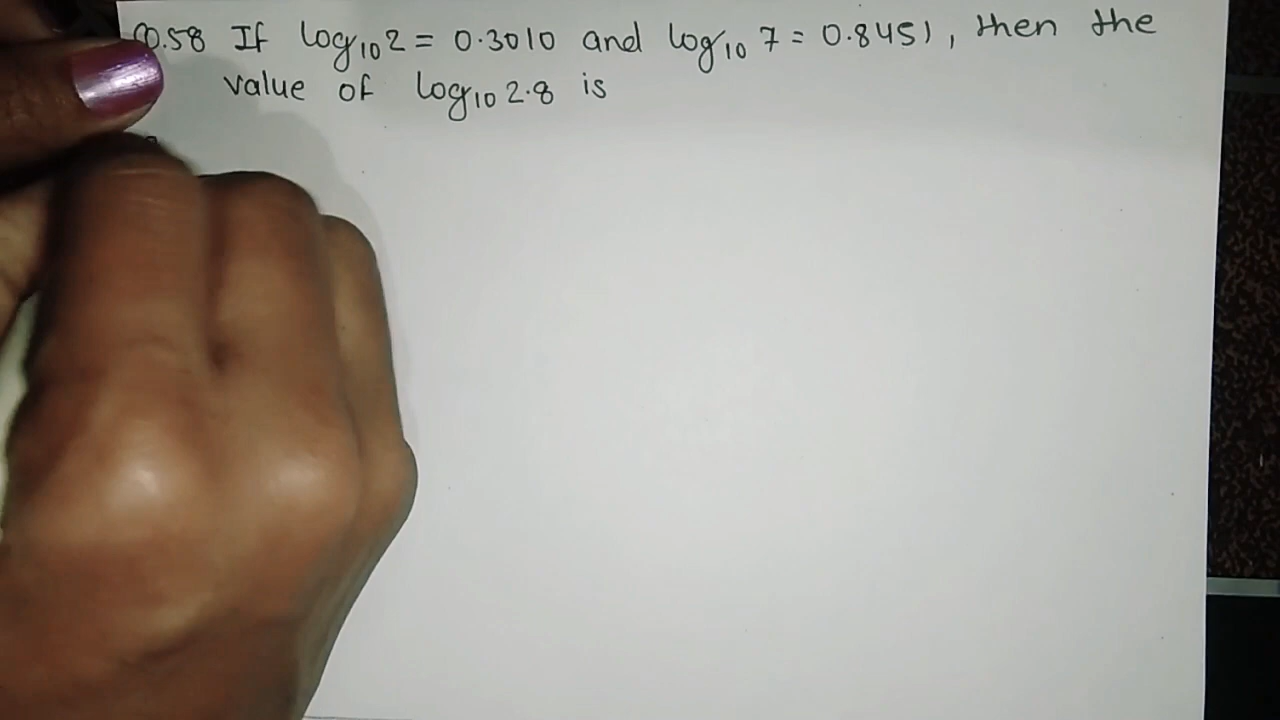 Q.58 If log₁₀ 2 = 0.3010 and log₁₀ 7 = 0.8451, then the
value of log₁₀ 2.8 is